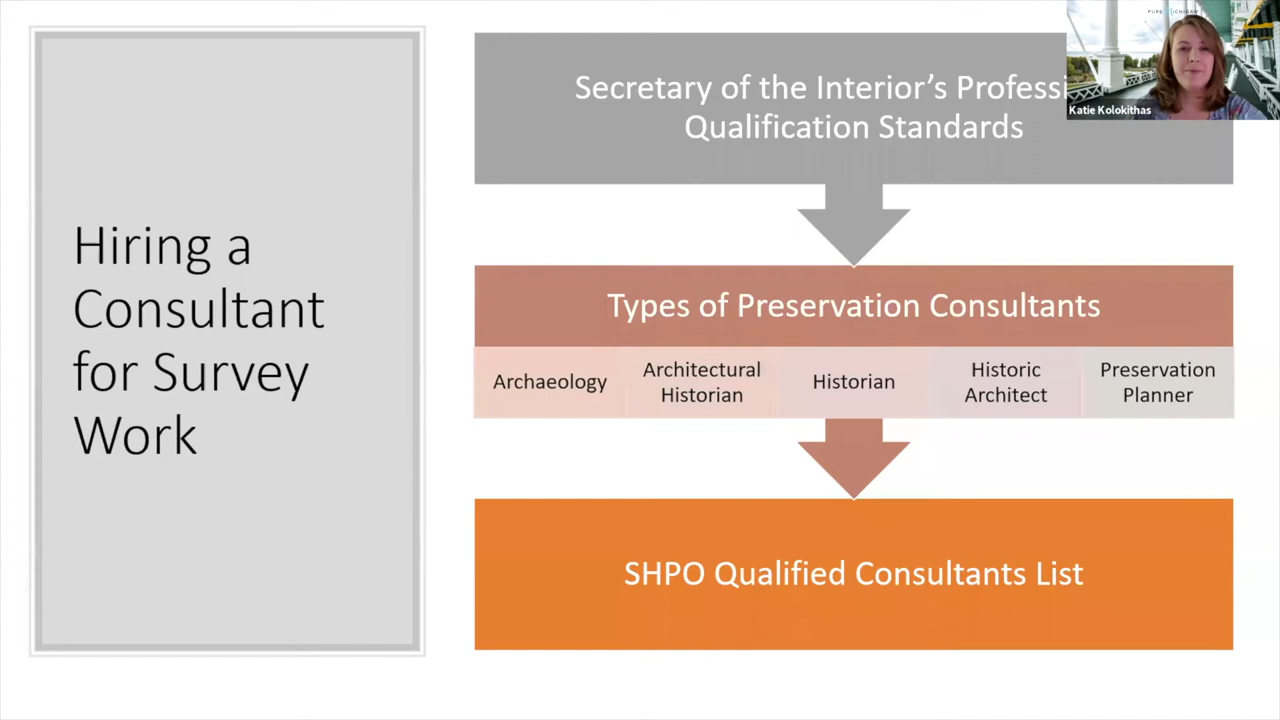 Hiring a
Consultant
for Survey
Work
Secretary of the Interior's
Qualification Standards
Types of Preservation Consultants
Archaeology
Architectural
Historian
Historian
Historic
Architect
Preservation
Planner
SHPO Qualified Consultants List
Katie Kolokithas